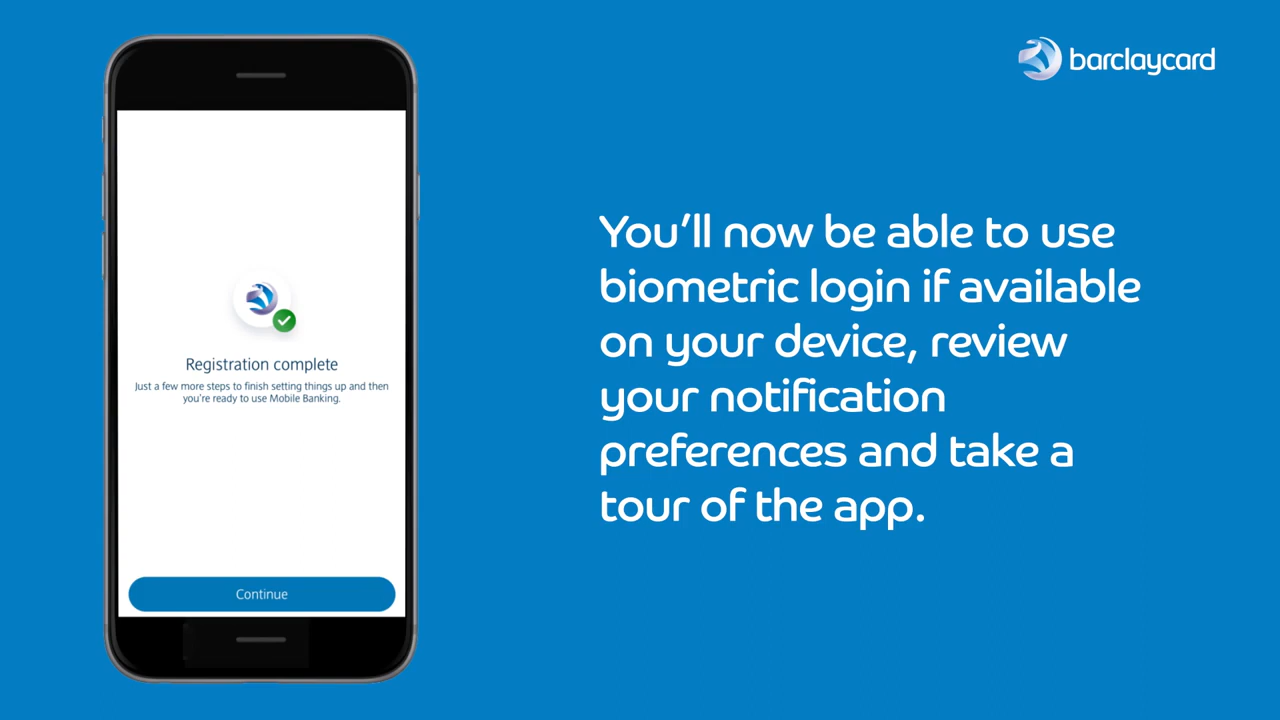 barclaycard
Registration complete
Just a few more steps to finish setting things up and then
you're ready to use Mobile Banking.
Continue
You'll now be able to use
biometric login if available
on your device, review
your notification
preferences and take a
tour of the app.